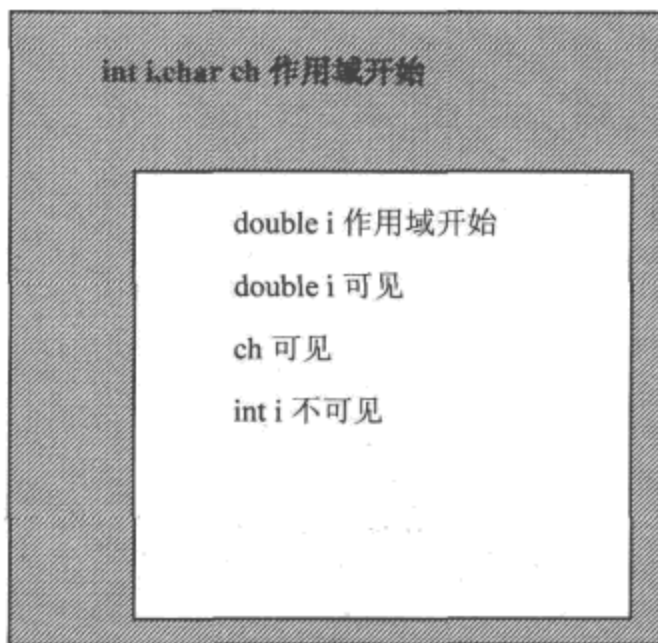 int i,char ch 作用域开始
double i 作用域开始
double i 可见
ch 可见
int i 不可见